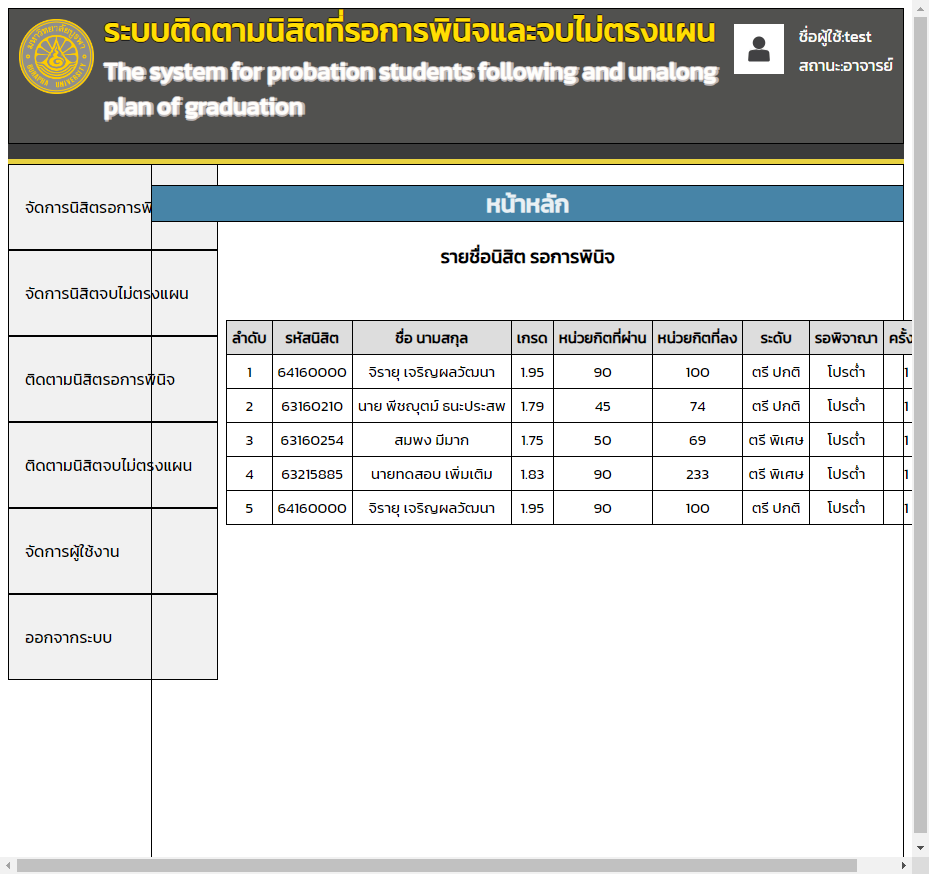 ระบบติดตามนิสิตที่รอการพินิจและจบไม่ตรงแผน
The system for probation students following and unalong
plan of graduation
ชื่อผู้ใช้:test
สถานะ:อาจารย์
จัดการนิสิตรอการพิ
จัดการนิสิตจบไม่ตรงแผน
ติดตามนิสิตรอการพินิจ
ติดตามนิสิตจบไม่ตรงแผน
จัดการผู้ใช้งาน
ออกจากระบบ
หน้าหลัก
รายชื่อนิสิต รอการพินิจ
ลำดับ รหัสนิสิต ชื่อ นามสกุล เกรด หน่วยกิตที่ผ่าน หน่วยกิตที่ลง ระดับ รอพิจาณา ครั้ง
1 64160000 จิรายุ เจริญผลวัฒนา 1.95 90 100 ตรี ปกติ โปรต่ำ 1
2 63160210 นาย พีชญุตม์ ธนะประสพ 1.79 45 74 ตรี ปกติ โปรต่ำ 1
3 63160254 สมพง มีมาก 1.75 50 69 ตรี พิเศษ โปรต่ำ 1
4 63215885 นายทดสอบ เพิ่มเติม 1.83 90 233 ตรี พิเศษ โปรต่ำ 1
5 64160000 จิรายุ เจริญผลวัฒนา 1.95 90 100 ตรี ปกติ โปรต่ำ 1